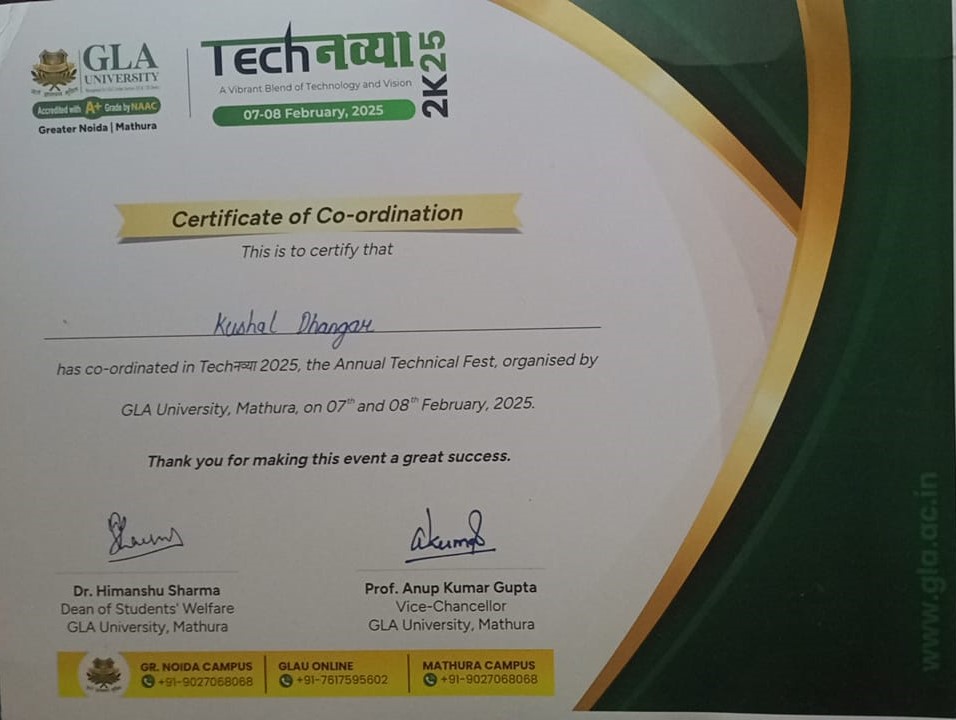 GLA
UNIVERSITY
Accredited with A+ Grade by NAAC
Greater Noida | Mathura
Techनव्या 2K25
A Vibrant Blend of Technology and Vision
07-08 February, 2025
Certificate of Co-ordination
This is to certify that
Kushal Dhangar
has co-ordinated in Techनव्या 2025, the Annual Technical Fest, organised by
GLA University, Mathura, on 07th and 08th February, 2025.
Thank you for making this event a great success.
Dr. Himanshu Sharma
Dean of Students' Welfare
GLA University, Mathura
Prof. Anup Kumar Gupta
Vice-Chancellor
GLA University, Mathura
GR. NOIDA CAMPUS
+91-9027068068
GLAU ONLINE
+91-7617595602
MATHURA CAMPUS
+91-9027068068
www.gla.ac.in